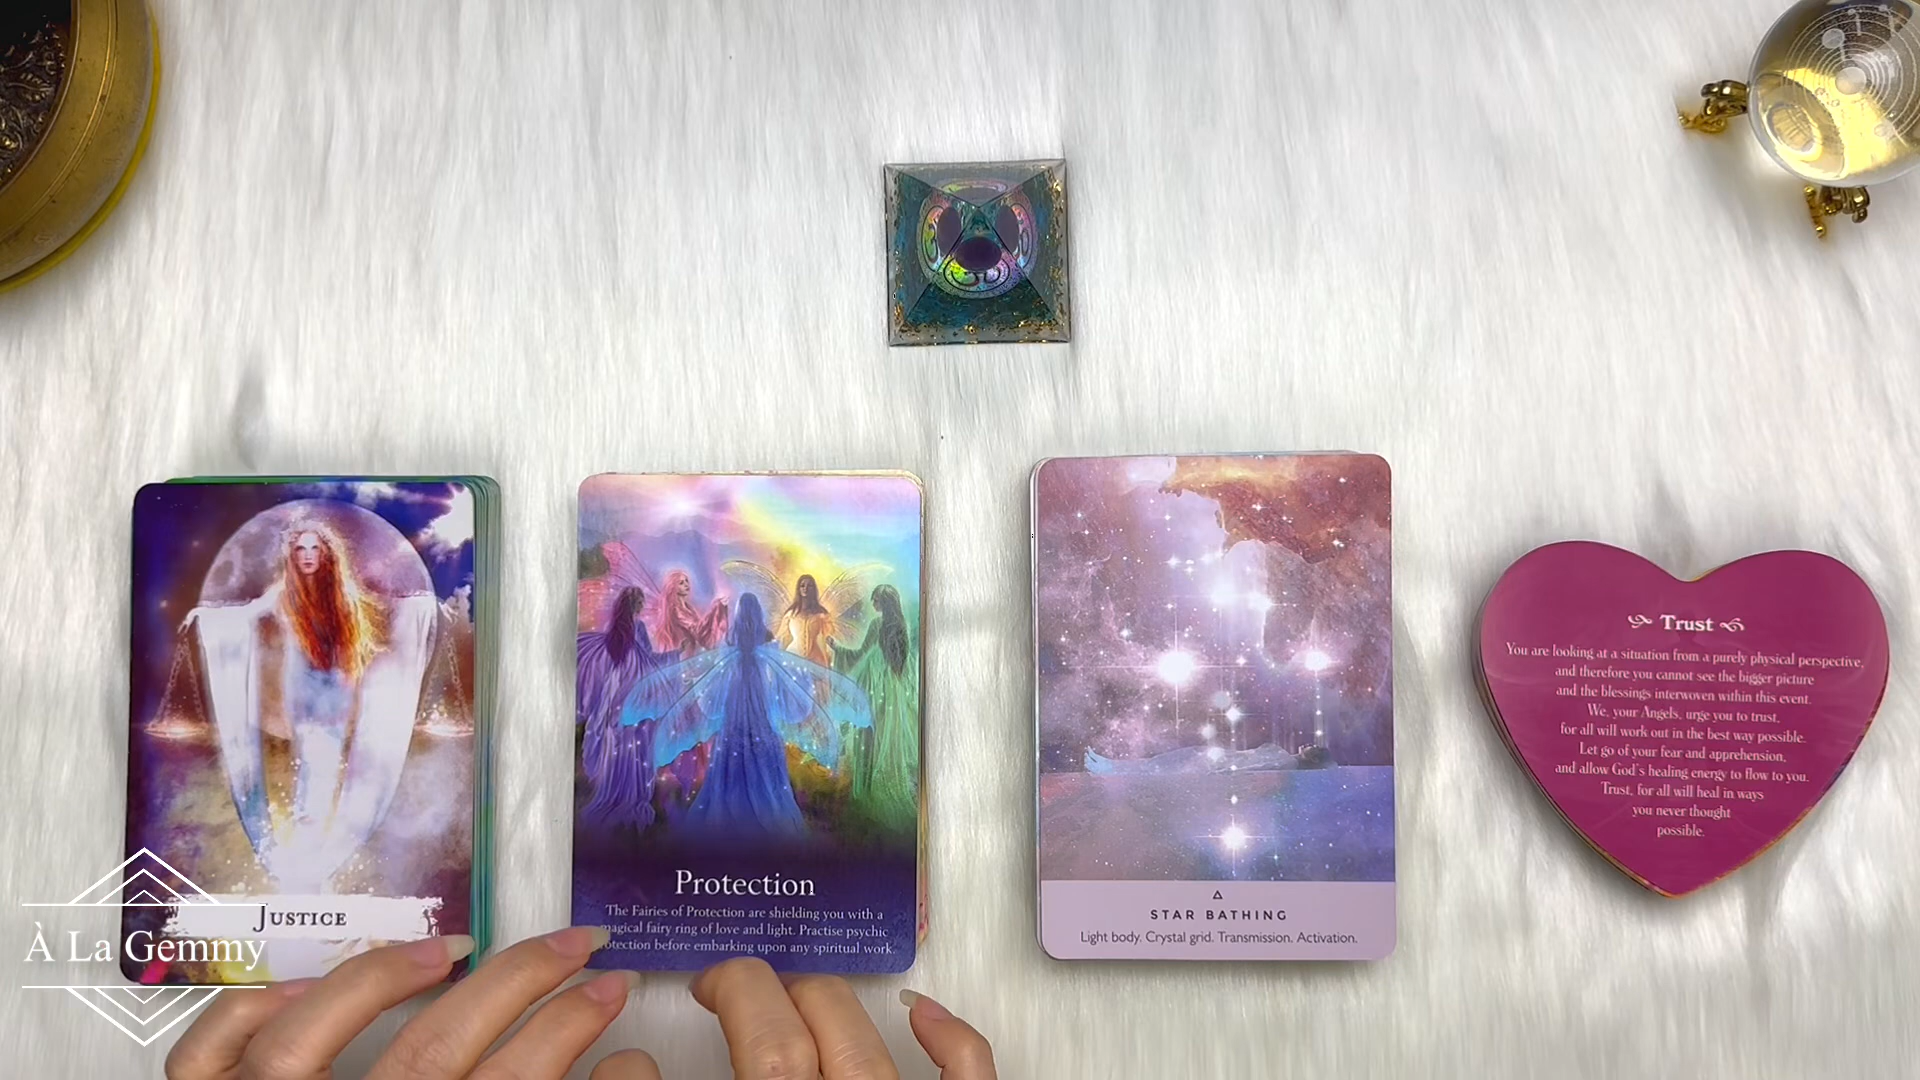 JUSTICE
À La Gemmy
Protection
The Fairies of Protection are shielding you with a
magical fairy ring of love and light. Practise psychic
protection before embarking upon any spiritual work.
STAR BATHING
Light body. Crystal grid. Transmission. Activation.
Trust
You are looking at a situation from a purely physical perspective,
and therefore you cannot see the bigger picture
and the blessings interwoven within this event.
We, your Angels, urge you to trust,
for all will work out in the best way possible.
Let go of your fear and apprehension,
and allow God's healing energy to flow to you.
Trust, for all will heal in ways
you never thought
possible.